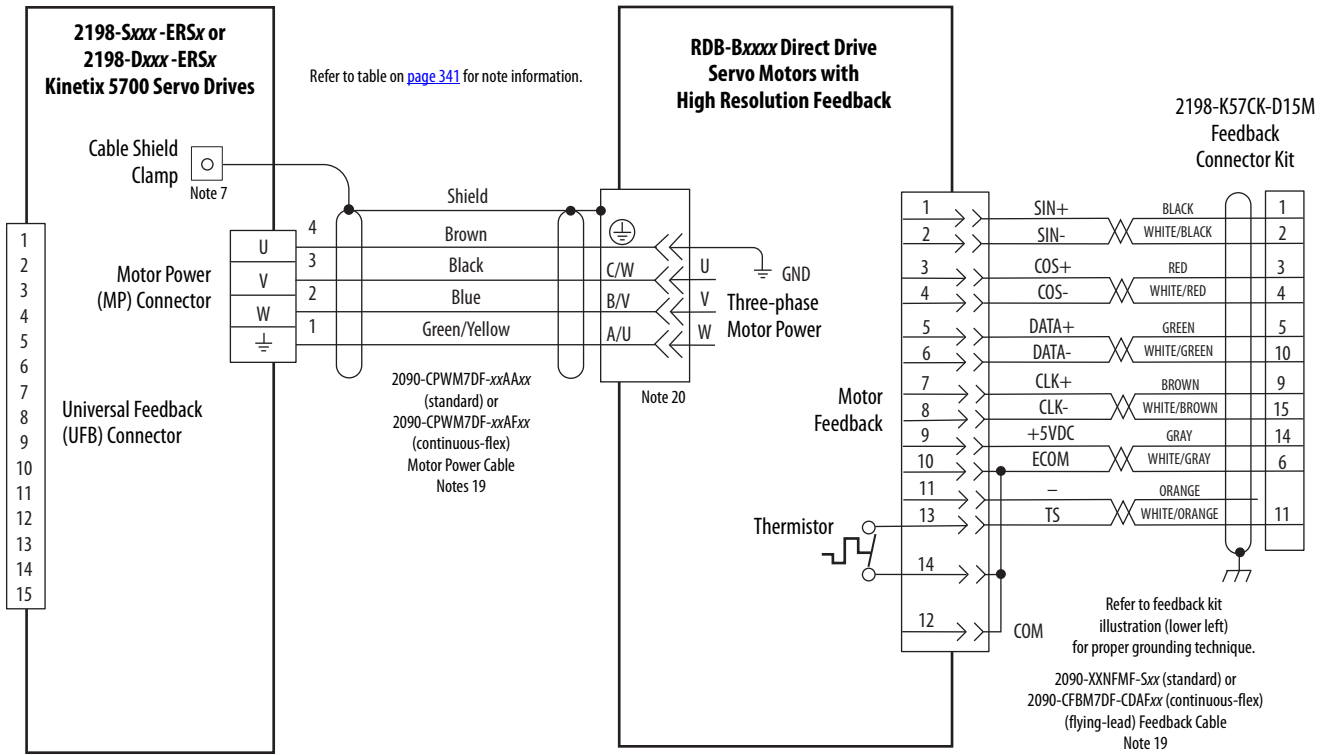 2198-Sxxx -ERSx or
2198-Dxxx -ERSx
Kinetix 5700 Servo Drives
Refer to table on page 341 for note information.
RDB-Bxxxx Direct Drive
Servo Motors with
High Resolution Feedback
2198-K57CK-D15M
Feedback
Connector Kit
Cable Shield
Clamp
Note 7
Shield
1
2
3
4
5
6
7
8
9
10
11
12
13
14
15
Universal Feedback
(UFB) Connector
Motor Power
(MP) Connector
U
V
W
4 Brown
3 Black C/W U
2 Blue B/V V
1 Green/Yellow A/U W
GND
Three-phase
Motor Power
2090-CPWM7DF-xxAAxx
(standard) or
2090-CPWM7DF-xxAFxx
(continuous-flex)
Motor Power Cable
Notes 19
Note 20
Motor
Feedback
Thermistor
1 SIN+ BLACK 1
2 SIN- WHITE/BLACK 2
3 COS+ RED 3
4 COS- WHITE/RED 4
5 DATA+ GREEN 5
6 DATA- WHITE/GREEN 10
7 CLK+ BROWN 9
8 CLK- WHITE/BROWN 15
9 +5VDC GRAY 14
10 ECOM WHITE/GRAY 6
11 – ORANGE
13 TS WHITE/ORANGE 11
14
12 COM
Refer to feedback kit
illustration (lower left)
for proper grounding technique.
2090-XXNFMF-Sxx (standard) or
2090-CFBM7DF-CDAFxx (continuous-flex)
(flying-lead) Feedback Cable
Note 19